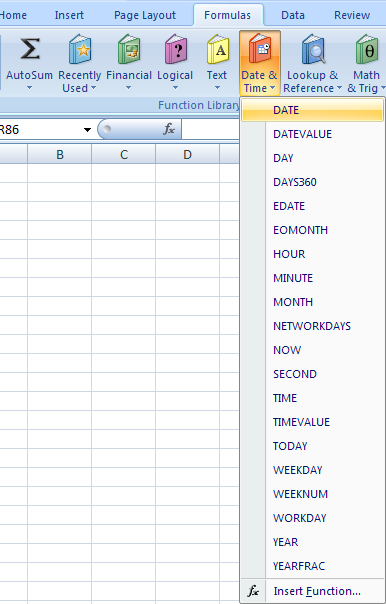 Home Insert Page Layout Formulas Data Review
Σ θ ? A
AutoSum Recently Financial Logical Text Date & Lookup & Math
Used Time Reference & Trig
Function Library
R86 fx
B C D
DATE
DATEVALUE
DAY
DAYS360
EDATE
EOMONTH
HOUR
MINUTE
MONTH
NETWORKDAYS
NOW
SECOND
TIME
TIMEVALUE
TODAY
WEEKDAY
WEEKNUM
WORKDAY
YEAR
YEARFRAC
fx Insert Function...